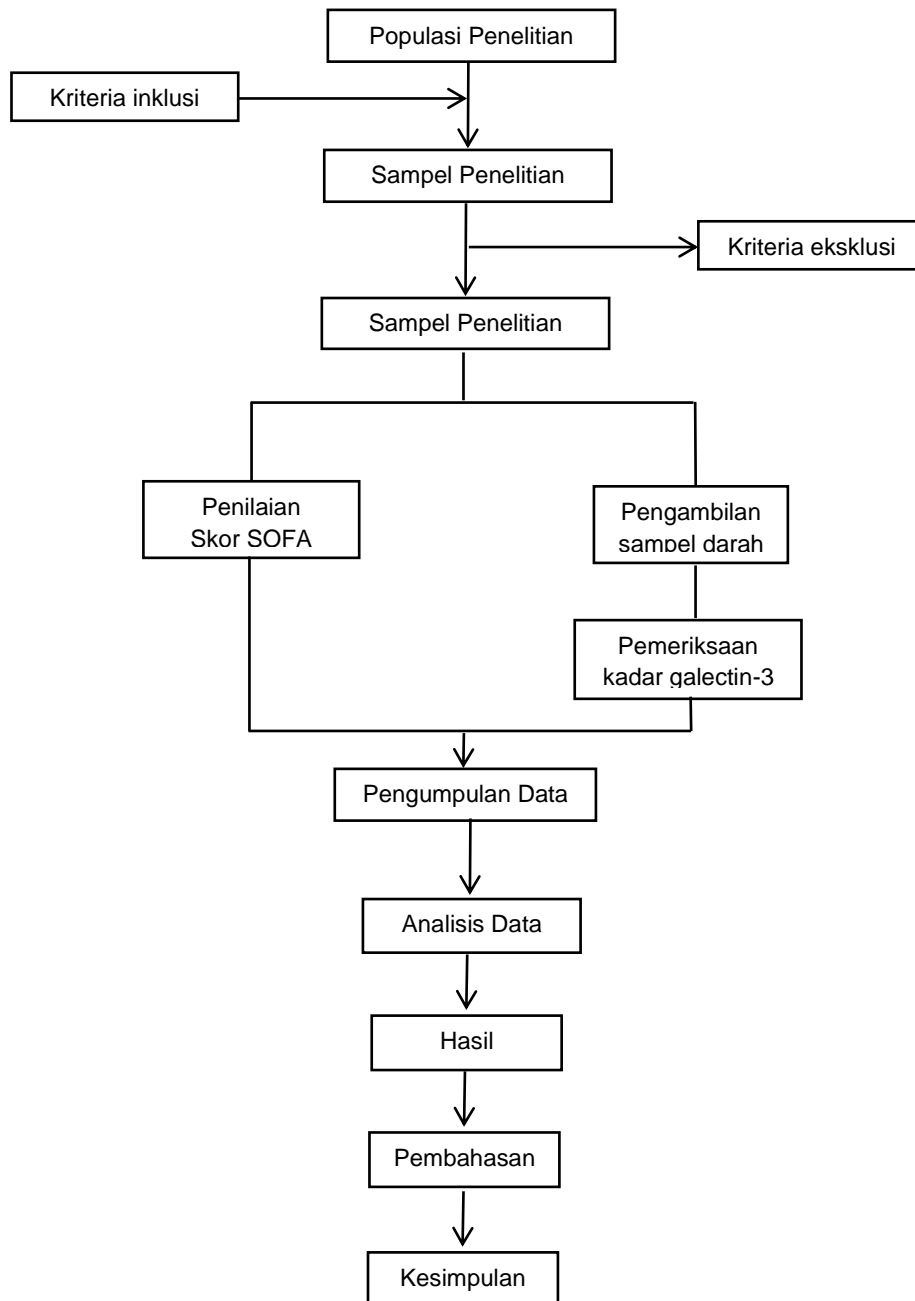 Populasi Penelitian
Kriteria inklusi
Sampel Penelitian
Kriteria eksklusi
Sampel Penelitian
Penilaian
Skor SOFA
Pengambilan
sampel darah
Pemeriksaan
kadar galectin-3
Pengumpulan Data
Analisis Data
Hasil
Pembahasan
Kesimpulan